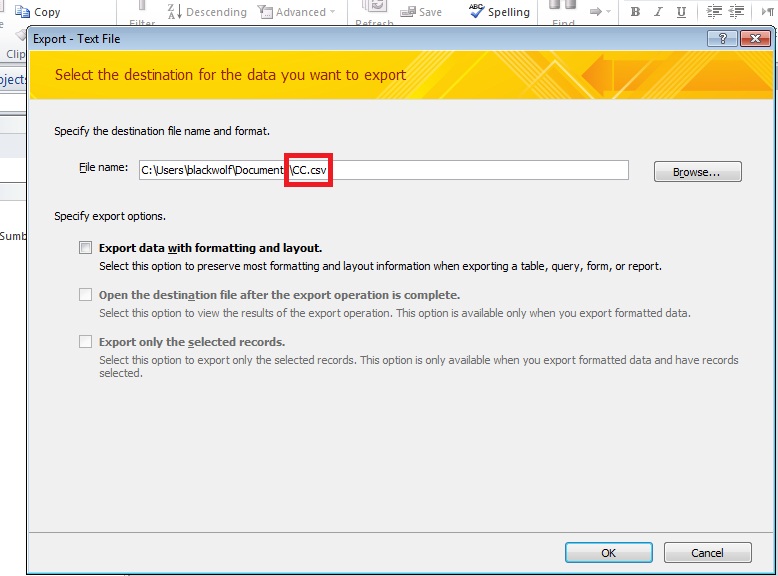 Copy
Descending
Advanced
Save
ABC
Spelling
B I U
Filter
Refresh
Find
Export - Text File
Select the destination for the data you want to export
Specify the destination file name and format.
File name: C:\Users\blackwolf\Document \CC.csv Browse...
Specify export options.
Export data with formatting and layout.
Select this option to preserve most formatting and layout information when exporting a table, query, form, or report.
Open the destination file after the export operation is complete.
Select this option to view the results of the export operation. This option is available only when you export formatted data.
Export only the selected records.
Select this option to export only the selected records. This option is only available when you export formatted data and have records
selected.
OK Cancel